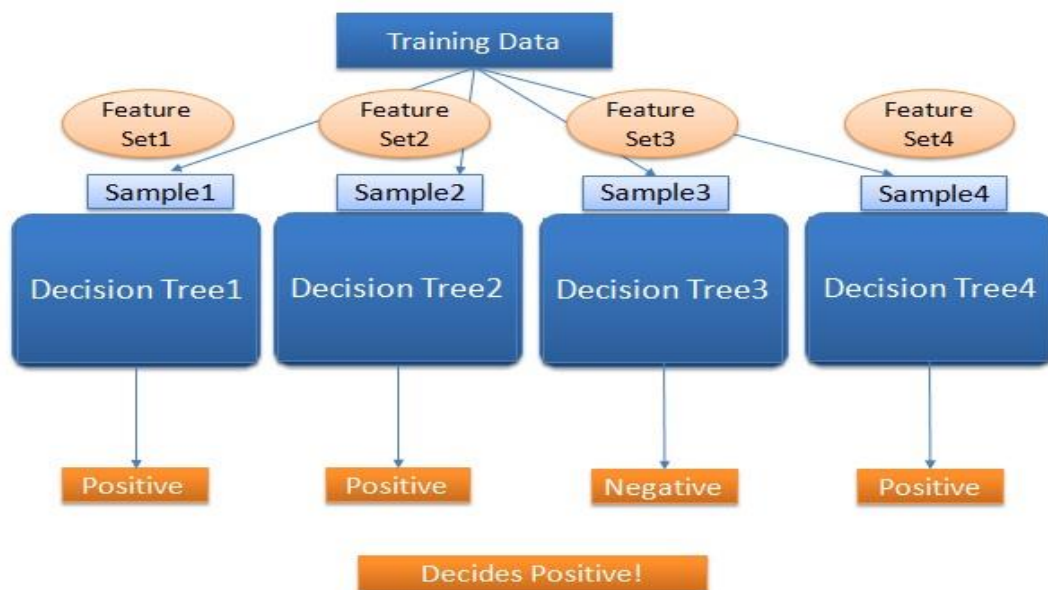 Training Data
Feature
Set1
Feature
Set2
Feature
Set3
Feature
Set4
Sample1
Sample2
Sample3
Sample4
Decision Tree1
Decision Tree2
Decision Tree3
Decision Tree4
Positive
Positive
Negative
Positive
Decides Positive!